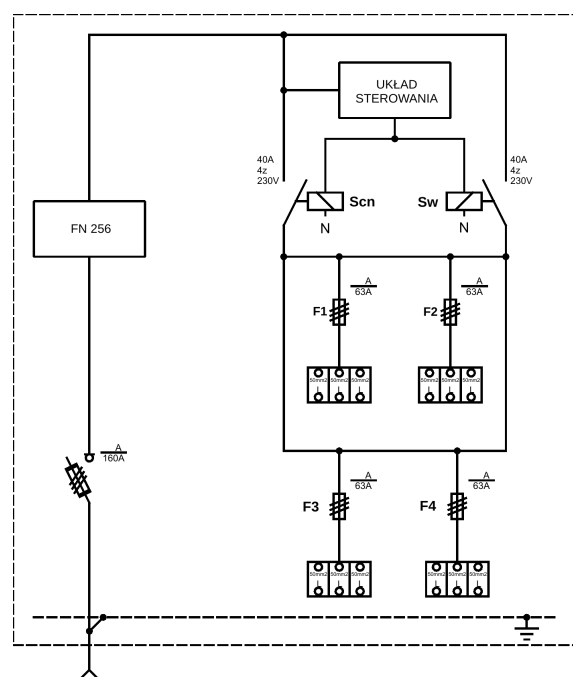 UKŁAD
STEROWANIA
40A
4z
230V
40A
4z
230V
Scn
Sw
N
N
FN 256
A
63A
A
63A
F1
F2
50mm2
50mm2
50mm2
50mm2
50mm2
50mm2
A
160A
A
63A
A
63A
F3
F4
50mm2
50mm2
50mm2
50mm2
50mm2
50mm2